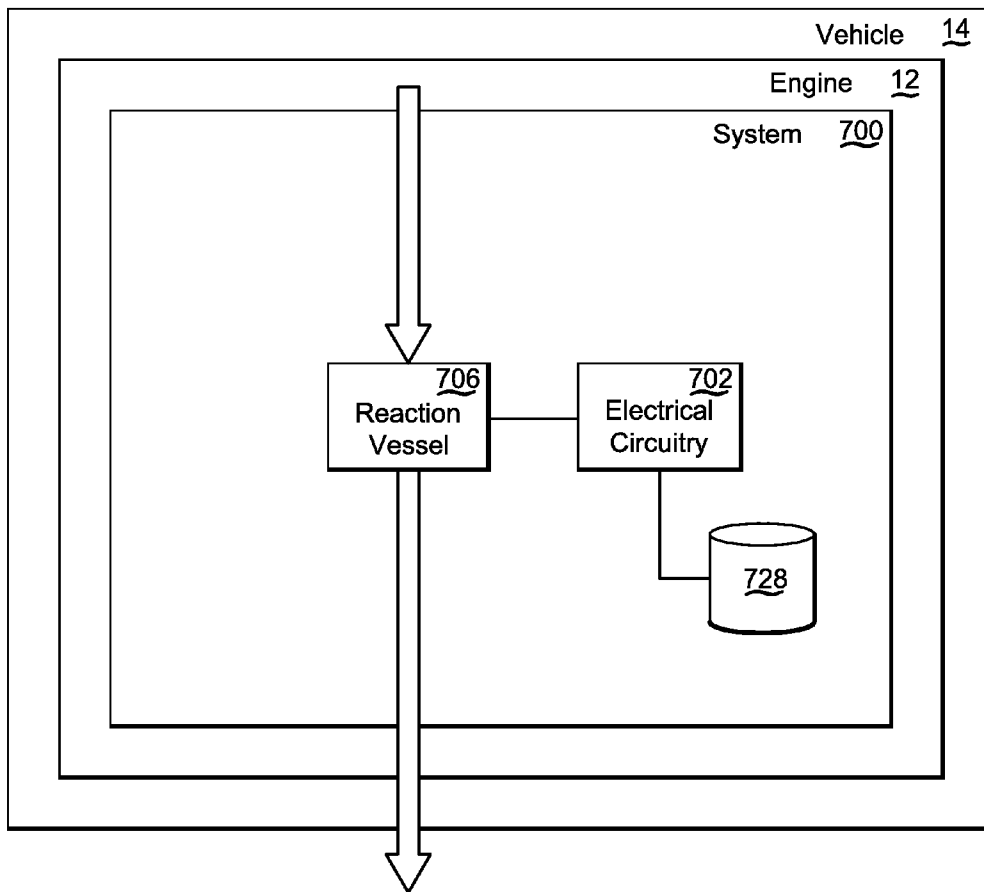 Vehicle 14
Engine 12
System 700
706
Reaction
Vessel
702
Electrical
Circuitry
728